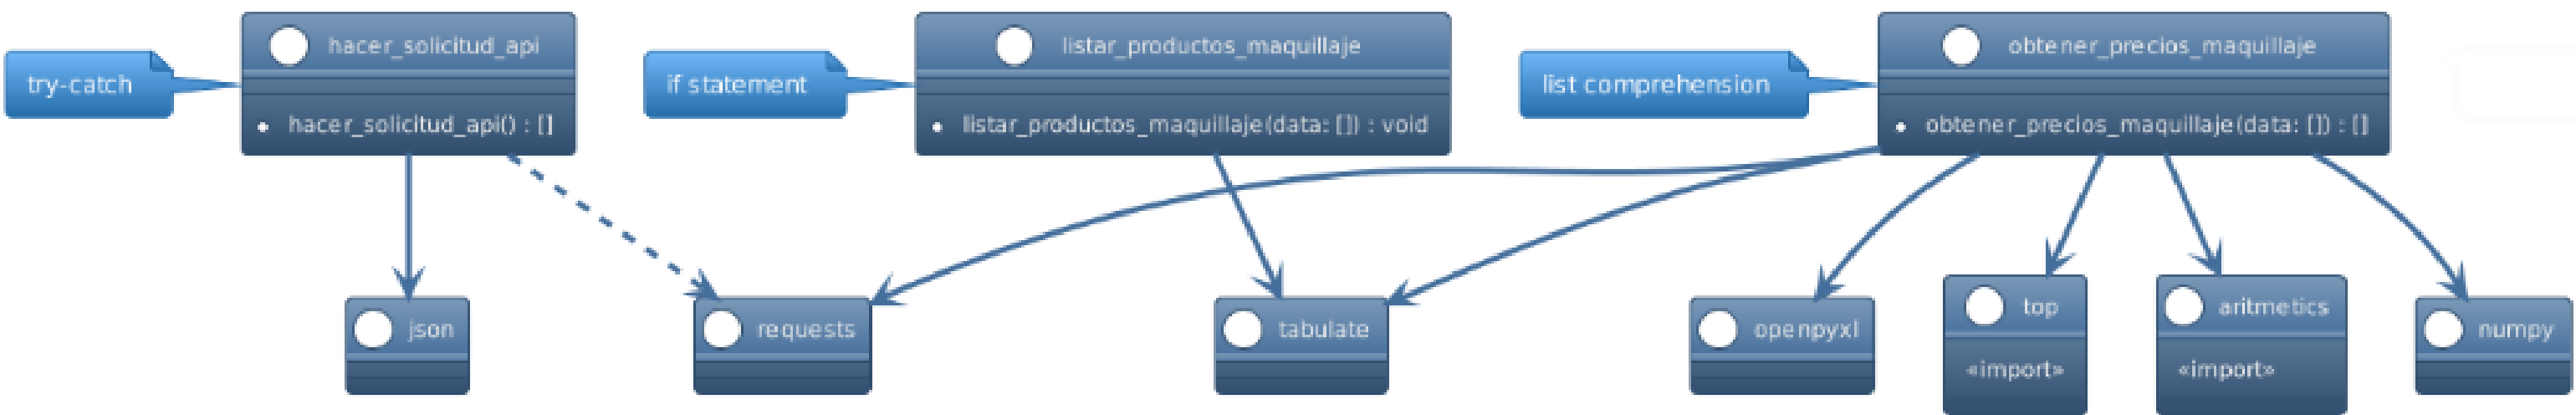 try-catch
hacer_solicitud_api
hacer_solicitud_api() : []
if statement
listar_productos_maquillaje
listar_productos_maquillaje(data: []) : void
list comprehension
obtener_precios_maquillaje
obtener_precios_maquillaje(data: []) : []
json
requests
tabulate
openpyxl
top
«import»
aritmetics
«import»
numpy